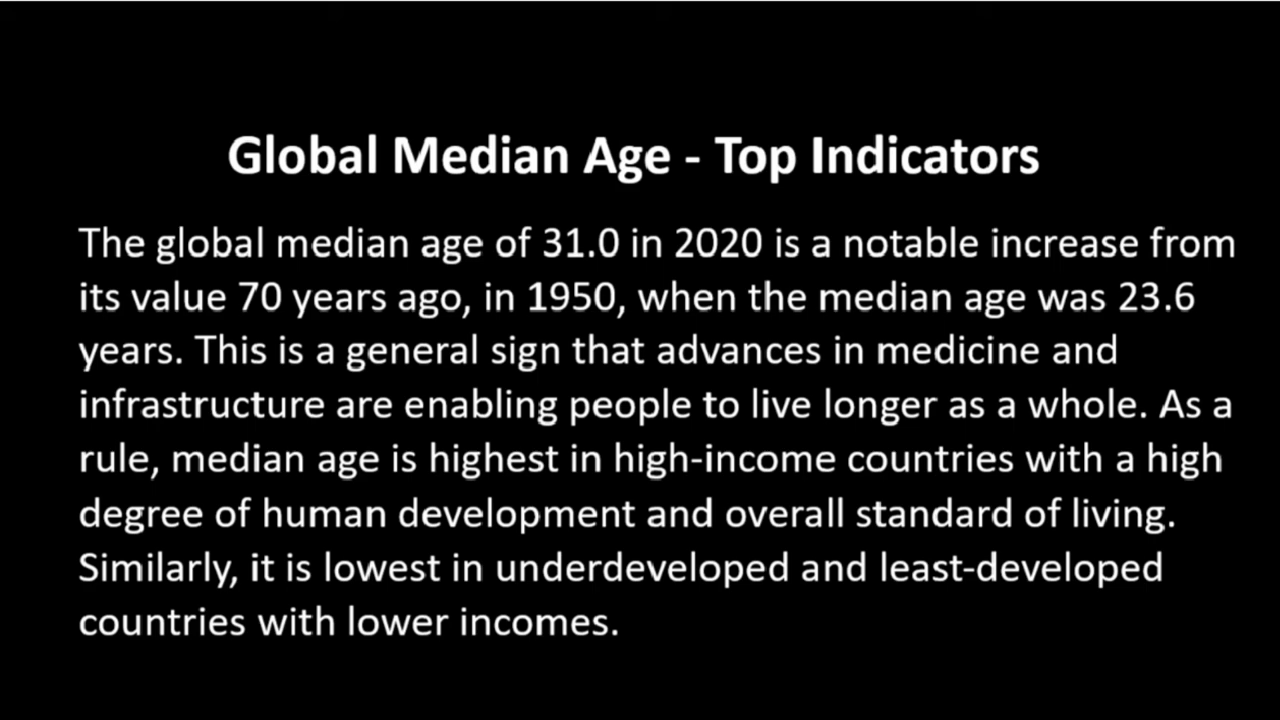 Global Median Age - Top Indicators
The global median age of 31.0 in 2020 is a notable increase from
its value 70 years ago, in 1950, when the median age was 23.6
years. This is a general sign that advances in medicine and
infrastructure are enabling people to live longer as a whole. As a
rule, median age is highest in high-income countries with a high
degree of human development and overall standard of living.
Similarly, it is lowest in underdeveloped and least-developed
countries with lower incomes.